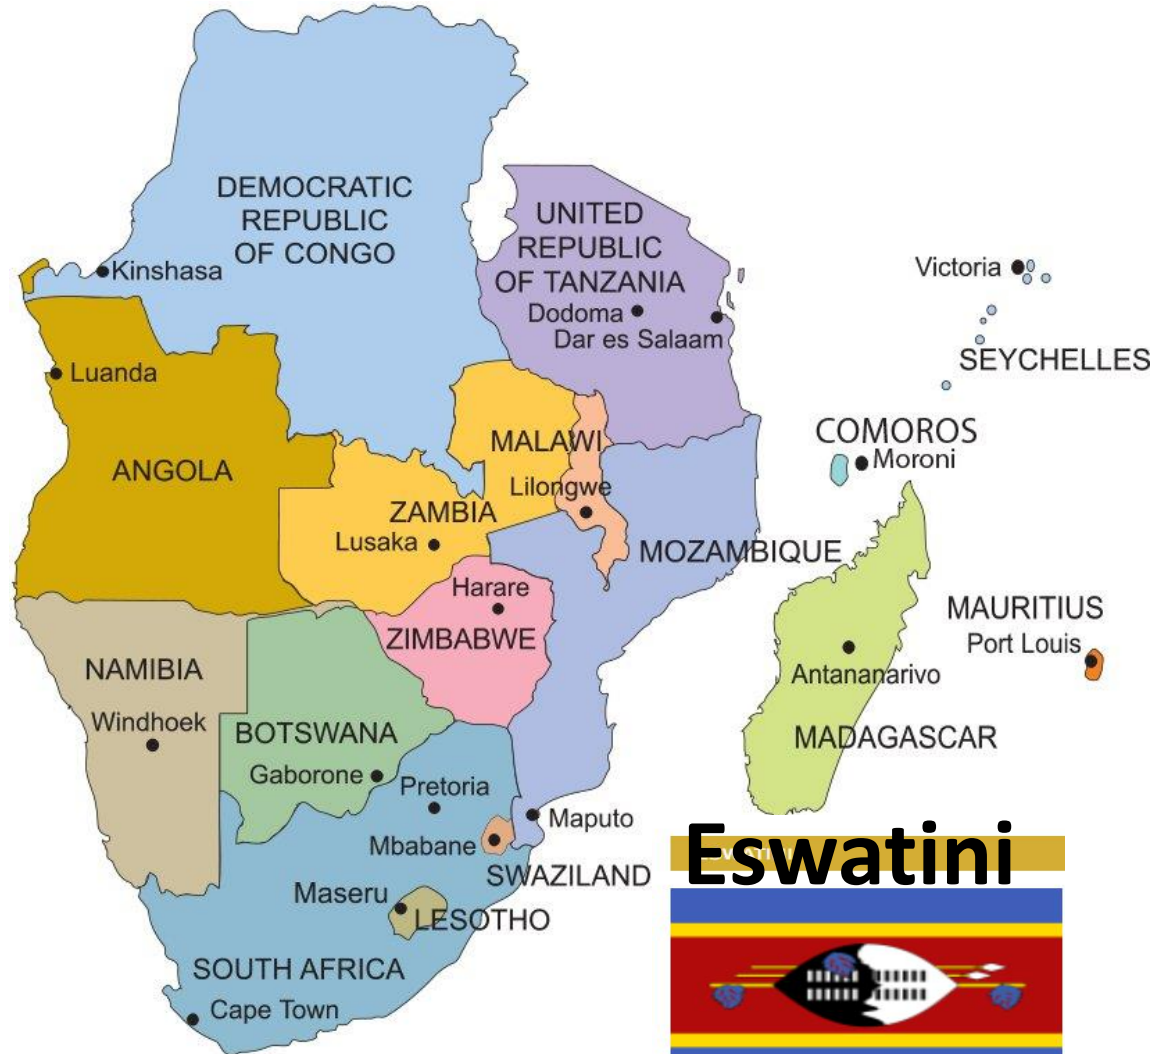 DEMOCRATIC
REPUBLIC
OF CONGO
Kinshasa
UNITED
REPUBLIC
OF TANZANIA
Dodoma
Dar es Salaam
Victoria
SEYCHELLES
Luanda
ANGOLA
COMOROS
Moroni
MALAWI
Lilongwe
ZAMBIA
Lusaka
MOZAMBIQUE
Harare
ZIMBABWE
MAURITIUS
Port Louis
NAMIBIA
Windhoek
Antananarivo
MADAGASCAR
BOTSWANA
Gaborone
Pretoria
Maputo
Mbabane
SWAZILAND
Eswatini
Maseru
LESOTHO
SOUTH AFRICA
Cape Town